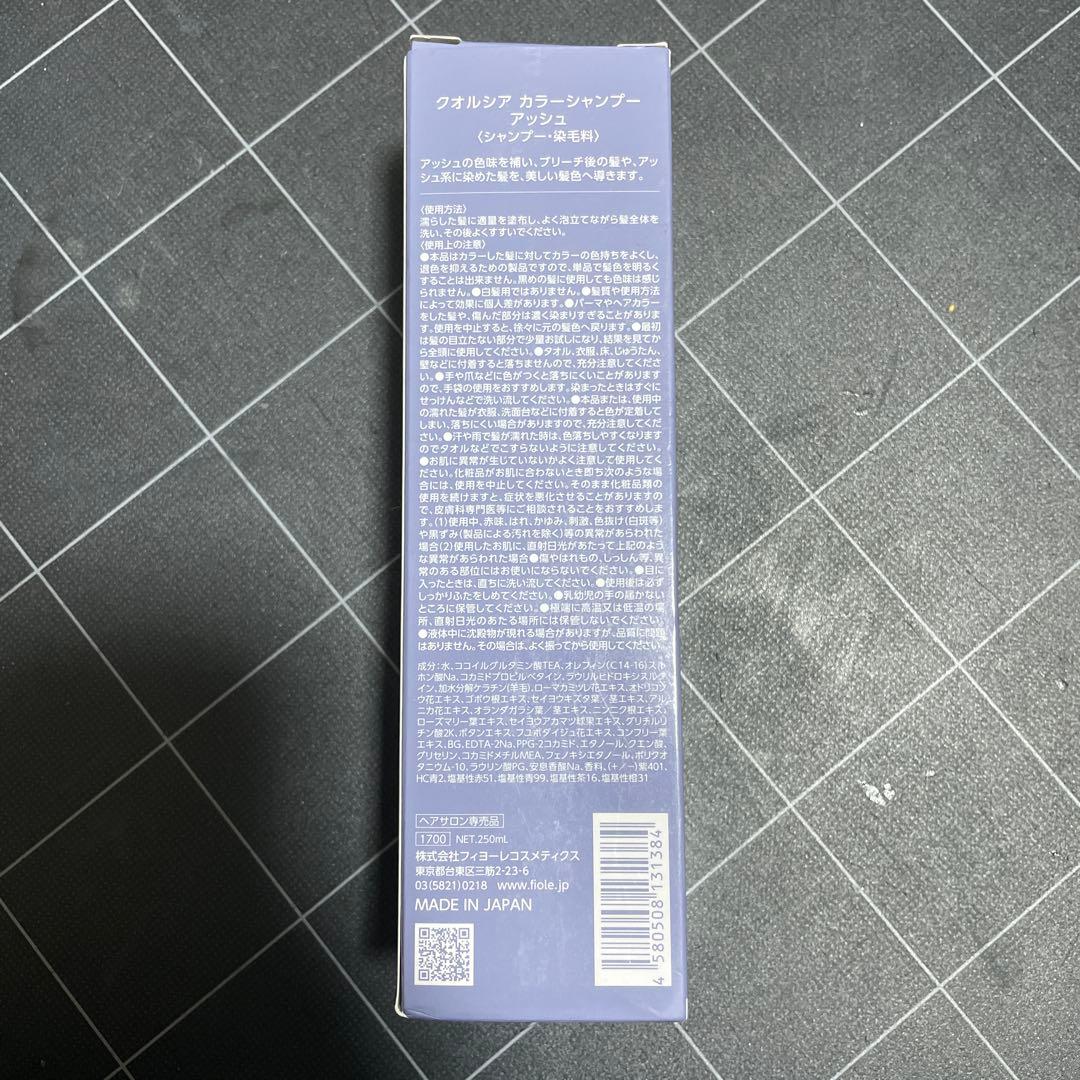 クオルシア カラーシャンプー
アッシュ
〈シャンプー・染毛料〉
アッシュの色味を補い、ブリーチ後の髪や、アッ
シュ系に染めた髪を、美しい髪色へ導きます。
〈使用方法〉
濡らした髪に適量を塗布し、よく泡立てながら髪全体を
洗い、その後よくすすいでください。
〈使用上の注意〉
●本品はカラーした髪に対してカラーの色持ちをよくし、
退色を抑えるための製品ですので、単品で髪色を明るく
することは出来ません。黒めの髪に使用しても色味は感じ
られません。●白髪用ではありません。●髪質や使用方法
によって効果に個人差があります。●パーマやヘアカラー
をした髪や、傷んだ部分は濃く染まりすぎることがありま
す。使用を中止すると、徐々に元の髪色へ戻ります。●最初
は髪の目立たない部分で少量お試しになり、結果を見てか
ら全頭に使用してください。●タオル、衣服、床、じゅうたん、
壁などに付着すると落ちませんので、充分注意してくださ
い。●手や爪などに色がつくと落ちにくいことがあります
ので、手袋の使用をおすすめします。染まったときはすぐに
せっけんなどで洗い流してください。●本品または、使用中
の濡れた髪が衣服、洗面台などに付着すると色が定着して
しまい、落ちにくい場合がありますので、充分注意してくだ
さい。●汗や雨で髪が濡れた時は、色落ちしやすくなります
のでタオルなどでこすらないように注意してください。
●お肌に異常が生じていないかよく注意して使用してく
ださい。化粧品がお肌に合わないとき即ち次のような場
合には、使用を中止してください。そのまま化粧品類の
使用を続けますと、症状を悪化させることがありますの
で、皮膚科専門医等にご相談されることをおすすめしま
す。(1)使用中、赤味、はれ、かゆみ、刺激、色抜け(白斑等)
や黒ずみ(製品による汚れを除く)等の異常があらわれた
場合(2)使用したお肌に、直射日光があたって上記のよう
な異常があらわれた場合●傷やはれもの、しっしん等、異
常のある部位にはお使いにならないでください。●目に
入ったときは、直ちに洗い流してください。●使用後は必ず
しっかりふたをしめてください。●乳幼児の手の届かない
ところに保管してください。●極端に高温又は低温の場
所、直射日光のあたる場所には保管しないでください。
●液体中に沈殿物が現れる場合がありますが、品質に問題
はありません。その場合は、よく振ってから使用してください。
成分:水、ココイルグルタミン酸TEA、オレフィン(C14-16)スル
ホン酸Na、コカミドプロピルベタイン、ラウリルヒドロキシスルタ
イン、加水分解ケラチン(羊毛)、ローマカミツレ花エキス、オドリコソ
ウ花エキス、ゴボウ根エキス、セイヨウキズタ葉/茎エキス、アル
ニカ花エキス、オランダガラシ葉/茎エキス、ニンニク根エキス、
ローズマリー葉エキス、セイヨウアカマツ球果エキス、グリチルリ
チン酸2K、ボタンエキス、フユボダイジュ花エキス、コンフリー葉
エキス、BG、EDTA-2Na、PPG-2コカミド、エタノール、クエン酸、
グリセリン、コカミドメチルMEA、フェノキシエタノール、ポリクオ
タニウム-10、ラウリン酸PG、安息香酸Na、香料、(+/-)紫401、
HC青2、塩基性赤51、塩基性青99、塩基性茶16、塩基性橙31
ヘアサロン専売品
1700 NET.250mL
株式会社フィヨーレコスメティクス
東京都台東区三筋2-23-6
03(5821)0218 www.fiole.jp
MADE IN JAPAN
4 580508 131384